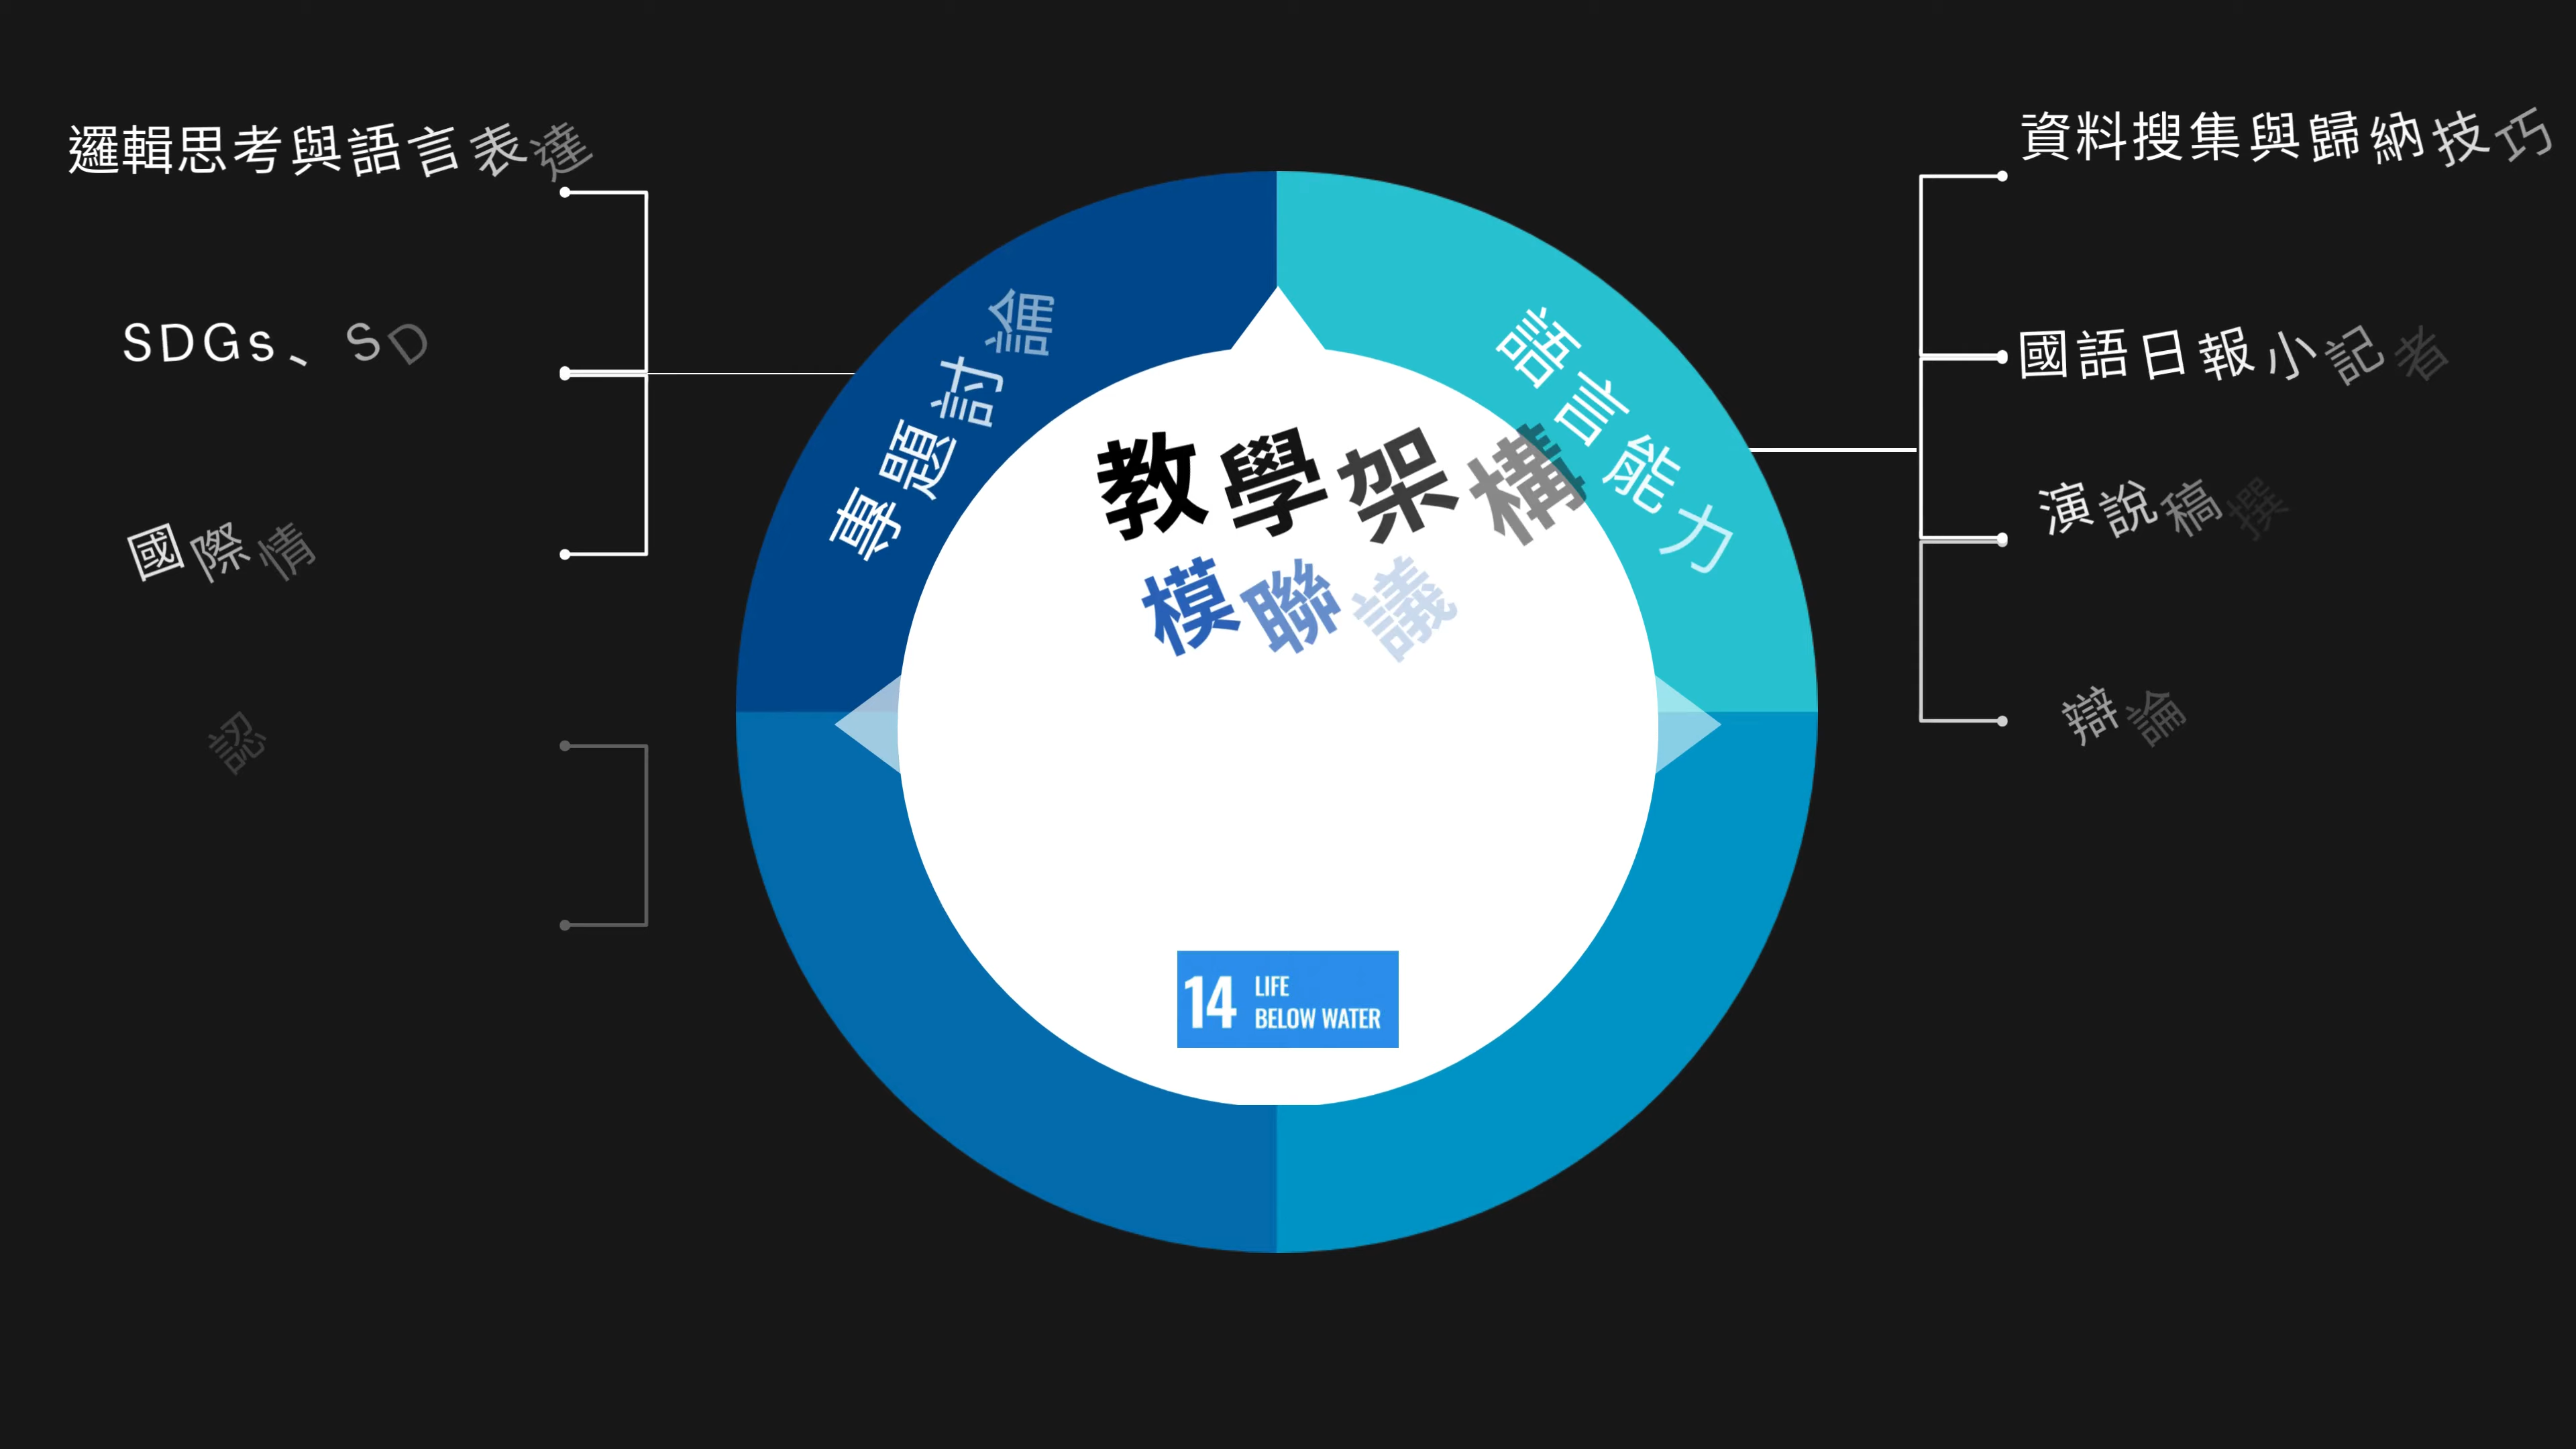 邏輯思考與語言表達
SDGs、SD
國際情
認
專題討論
語言能力
教學架構
模聯議
14 LIFE
BELOW WATER
資料搜集與歸納技巧
國語日報小記者
演說稿撰
辯論